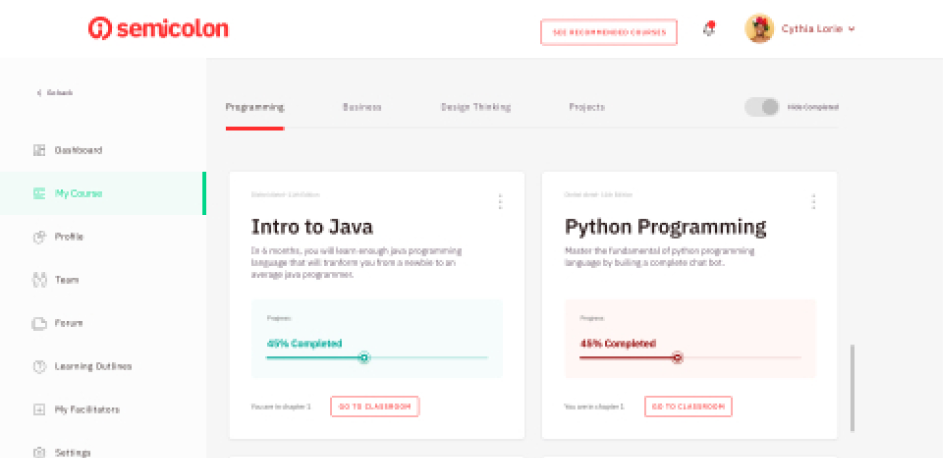 semicolon
SEE RECOMMENDED COURSES
Cythia Lorie
Go back
Programming
Business
Design Thinking
Projects
Hide Completed
Dashboard
My Course
Profile
Team
Forum
Learning Outlines
My Facilitators
Settings
Intro to Java
In 6 months, you will learn enough java programming
language that will tranform you from a newbie to an
average java programmer.
Progress
45% Completed
You are in chapter 1
GO TO CLASSROOM
Python Programming
Master the fundamental of python programming
language by builing a complete chat bot.
Progress
45% Completed
You are in chapter 1
GO TO CLASSROOM